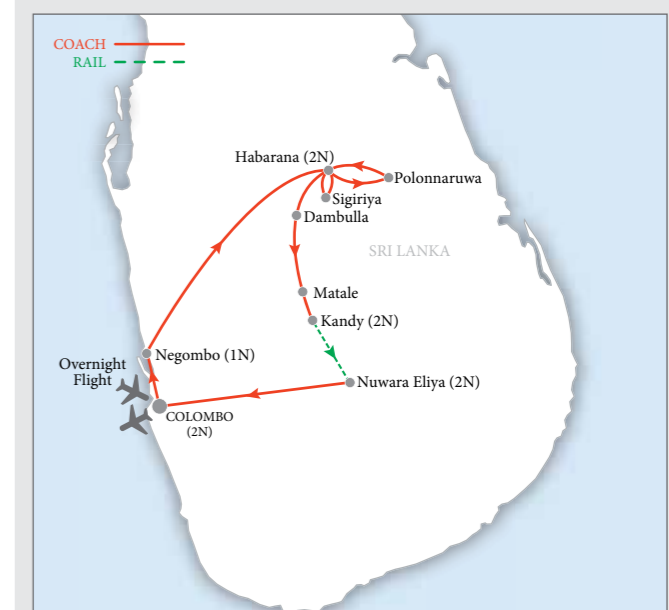 COACH
RAIL
Habarana (2N)
Polonnaruwa
Sigiriya
Dambulla
SRI LANKA
Matale
Kandy (2N)
Negombo (1N)
Overnight
Flight
Nuwara Eliya (2N)
COLOMBO
(2N)